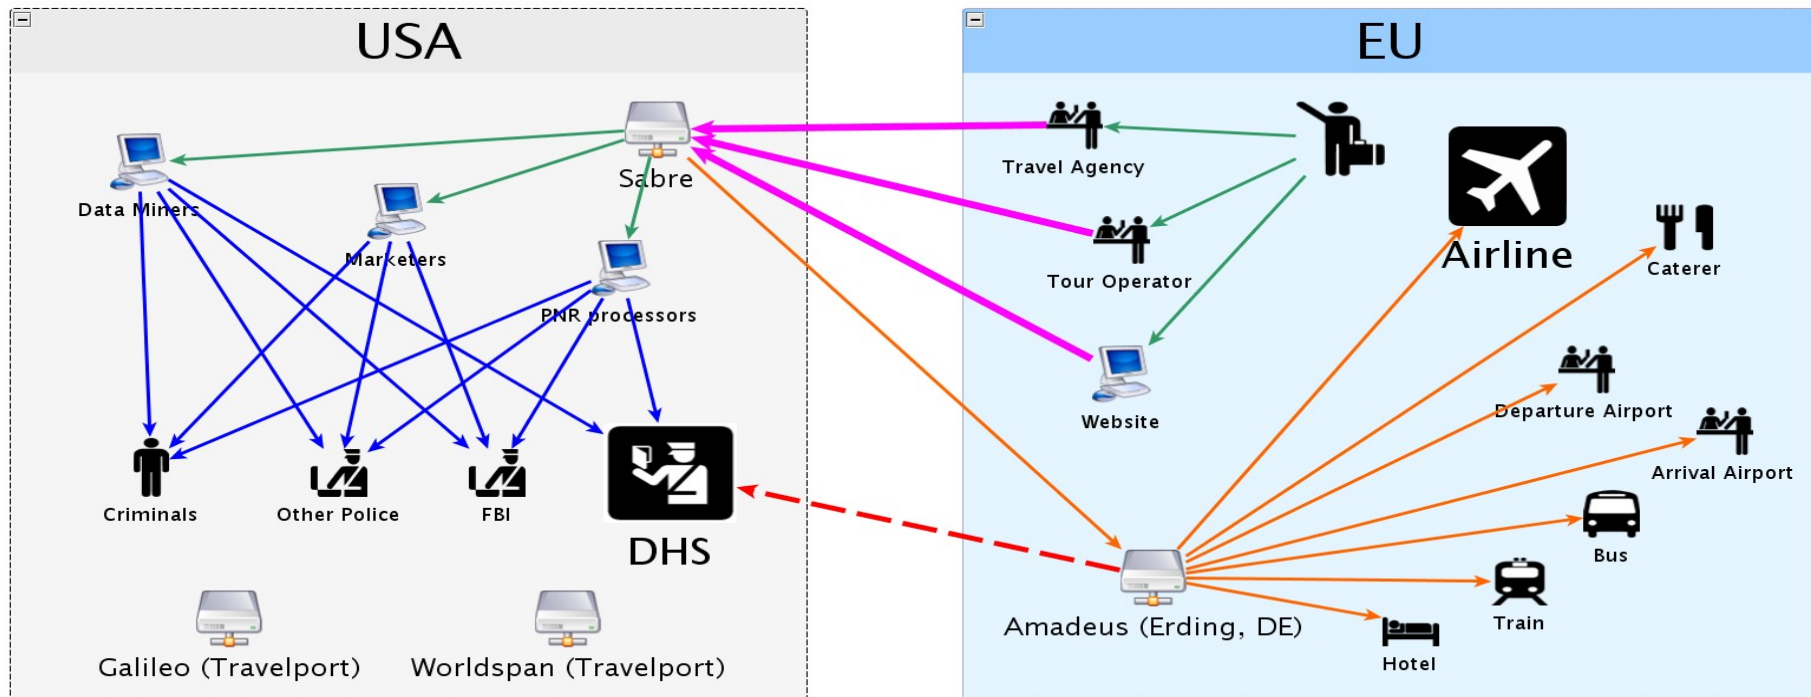 USA
EU
Sabre
Data Miners
Marketers
PNR processors
Criminals
Other Police
FBI
DHS
Galileo (Travelport)
Worldspan (Travelport)
Travel Agency
Tour Operator
Website
Airline
Caterer
Departure Airport
Arrival Airport
Bus
Train
Hotel
Amadeus (Erding, DE)